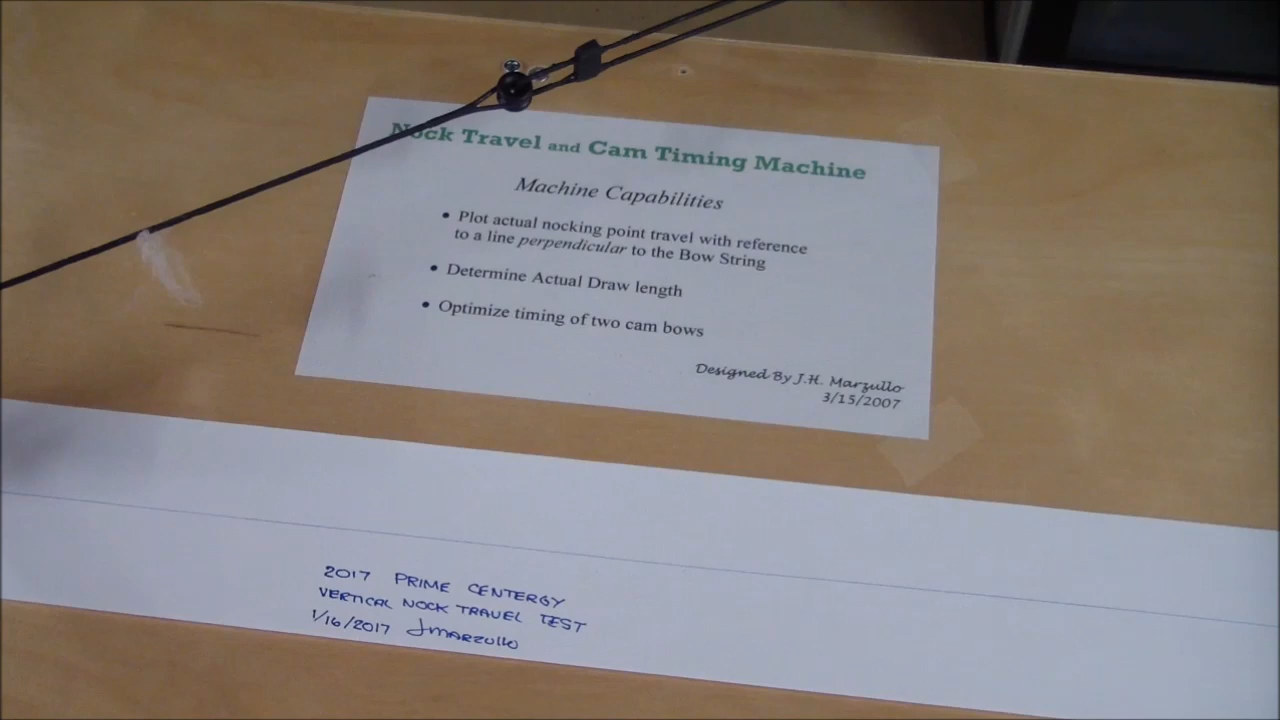 Nock Travel and Cam Timing Machine
Machine Capabilities
• Plot actual nocking point travel with reference
to a line perpendicular to the Bow String
• Determine Actual Draw length
• Optimize timing of two cam bows
Designed By J.H. Marzullo
3/15/2007
2017 PRIME CENTERGY
VERTICAL NOCK TRAVEL TEST
1/16/2017 JMARZULLO